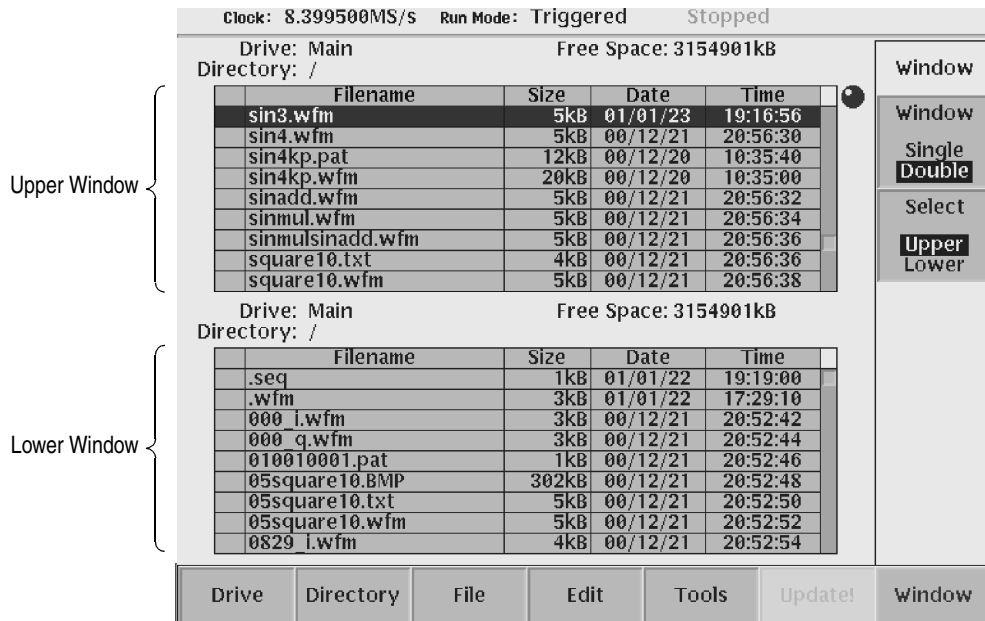 Clock: 8.399500MS/s Run Mode: Triggered Stopped
Drive: Main Free Space: 3154901kB
Directory: /
Filename Size Date Time
sin3.wfm 5kB 01/01/23 19:16:56
sin4.wfm 5kB 00/12/21 20:56:30
sin4kp.pat 12kB 00/12/20 10:35:40
sin4kp.wfm 20kB 00/12/20 10:35:00
sinadd.wfm 5kB 00/12/21 20:56:32
sinmul.wfm 5kB 00/12/21 20:56:34
sinmulsinadd.wfm 5kB 00/12/21 20:56:36
square10.txt 4kB 00/12/21 20:56:36
square10.wfm 5kB 00/12/21 20:56:38
Upper Window
Drive: Main Free Space: 3154901kB
Directory: /
Filename Size Date Time
.seq 1kB 01/01/22 19:19:00
.wfm 3kB 01/01/22 17:29:10
000_i.wfm 3kB 00/12/21 20:52:42
000_q.wfm 3kB 00/12/21 20:52:44
010010001.pat 1kB 00/12/21 20:52:46
05square10.BMP 302kB 00/12/21 20:52:48
05square10.txt 5kB 00/12/21 20:52:50
05square10.wfm 5kB 00/12/21 20:52:52
0829_i.wfm 4kB 00/12/21 20:52:54
Lower Window
Window
Window
Single
Double
Select
Upper
Lower
Drive Directory File Edit Tools Update! Window